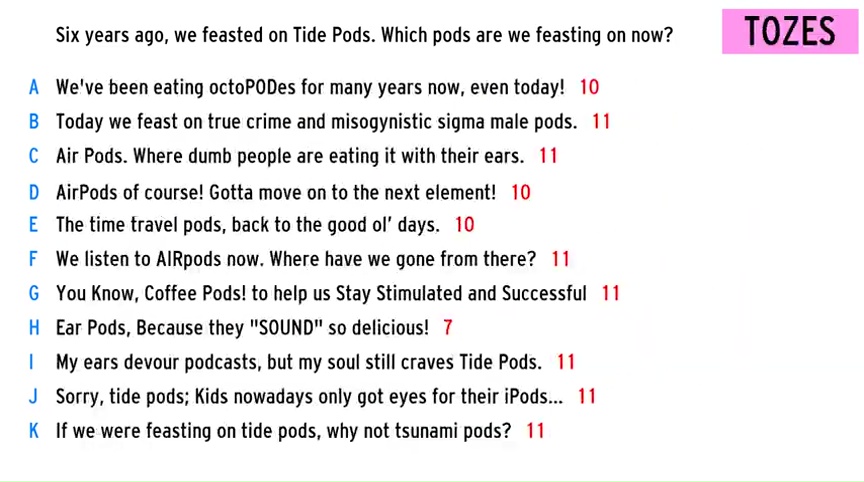 Six years ago, we feasted on Tide Pods. Which pods are we feasting on now?
TOZES
A We've been eating octoPODes for many years now, even today! 10
B Today we feast on true crime and misogynistic sigma male pods. 11
C Air Pods. Where dumb people are eating it with their ears. 11
D AirPods of course! Gotta move on to the next element! 10
E The time travel pods, back to the good ol' days. 10
F We listen to AIRpods now. Where have we gone from there? 11
G You Know, Coffee Pods! to help us Stay Stimulated and Successful 11
H Ear Pods, Because they "SOUND" so delicious! 7
I My ears devour podcasts, but my soul still craves Tide Pods. 11
J Sorry, tide pods; Kids nowadays only got eyes for their iPods... 11
K If we were feasting on tide pods, why not tsunami pods? 11